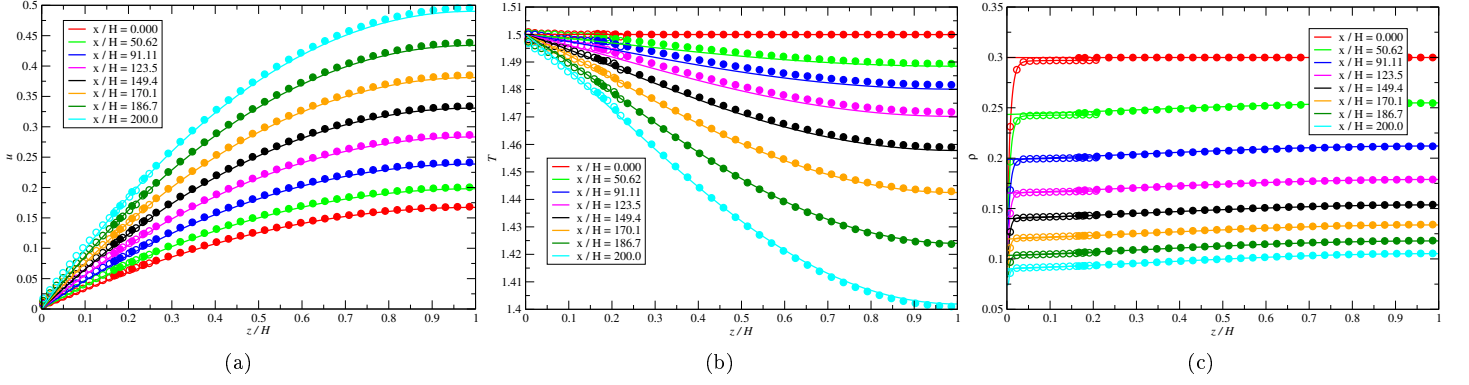 0.5
0.45
0.4
0.35
0.3
0.25
0.2
0.15
0.1
0.05
0
u
x / H = 0.000
x / H = 50.62
x / H = 91.11
x / H = 123.5
x / H = 149.4
x / H = 170.1
x / H = 186.7
x / H = 200.0
0 0.1 0.2 0.3 0.4 0.5 0.6 0.7 0.8 0.9 1
z / H
(a)
1.51
1.5
1.49
1.48
1.47
1.46
1.45
1.44
1.43
1.42
1.41
1.4
T
x / H = 0.000
x / H = 50.62
x / H = 91.11
x / H = 123.5
x / H = 149.4
x / H = 170.1
x / H = 186.7
x / H = 200.0
0 0.1 0.2 0.3 0.4 0.5 0.6 0.7 0.8 0.9 1
z / H
(b)
0.35
0.3
0.25
0.2
0.15
0.1
0.05
ρ
x / H = 0.000
x / H = 50.62
x / H = 91.11
x / H = 123.5
x / H = 149.4
x / H = 170.1
x / H = 186.7
x / H = 200.0
0 0.1 0.2 0.3 0.4 0.5 0.6 0.7 0.8 0.9 1
z / H
(c)